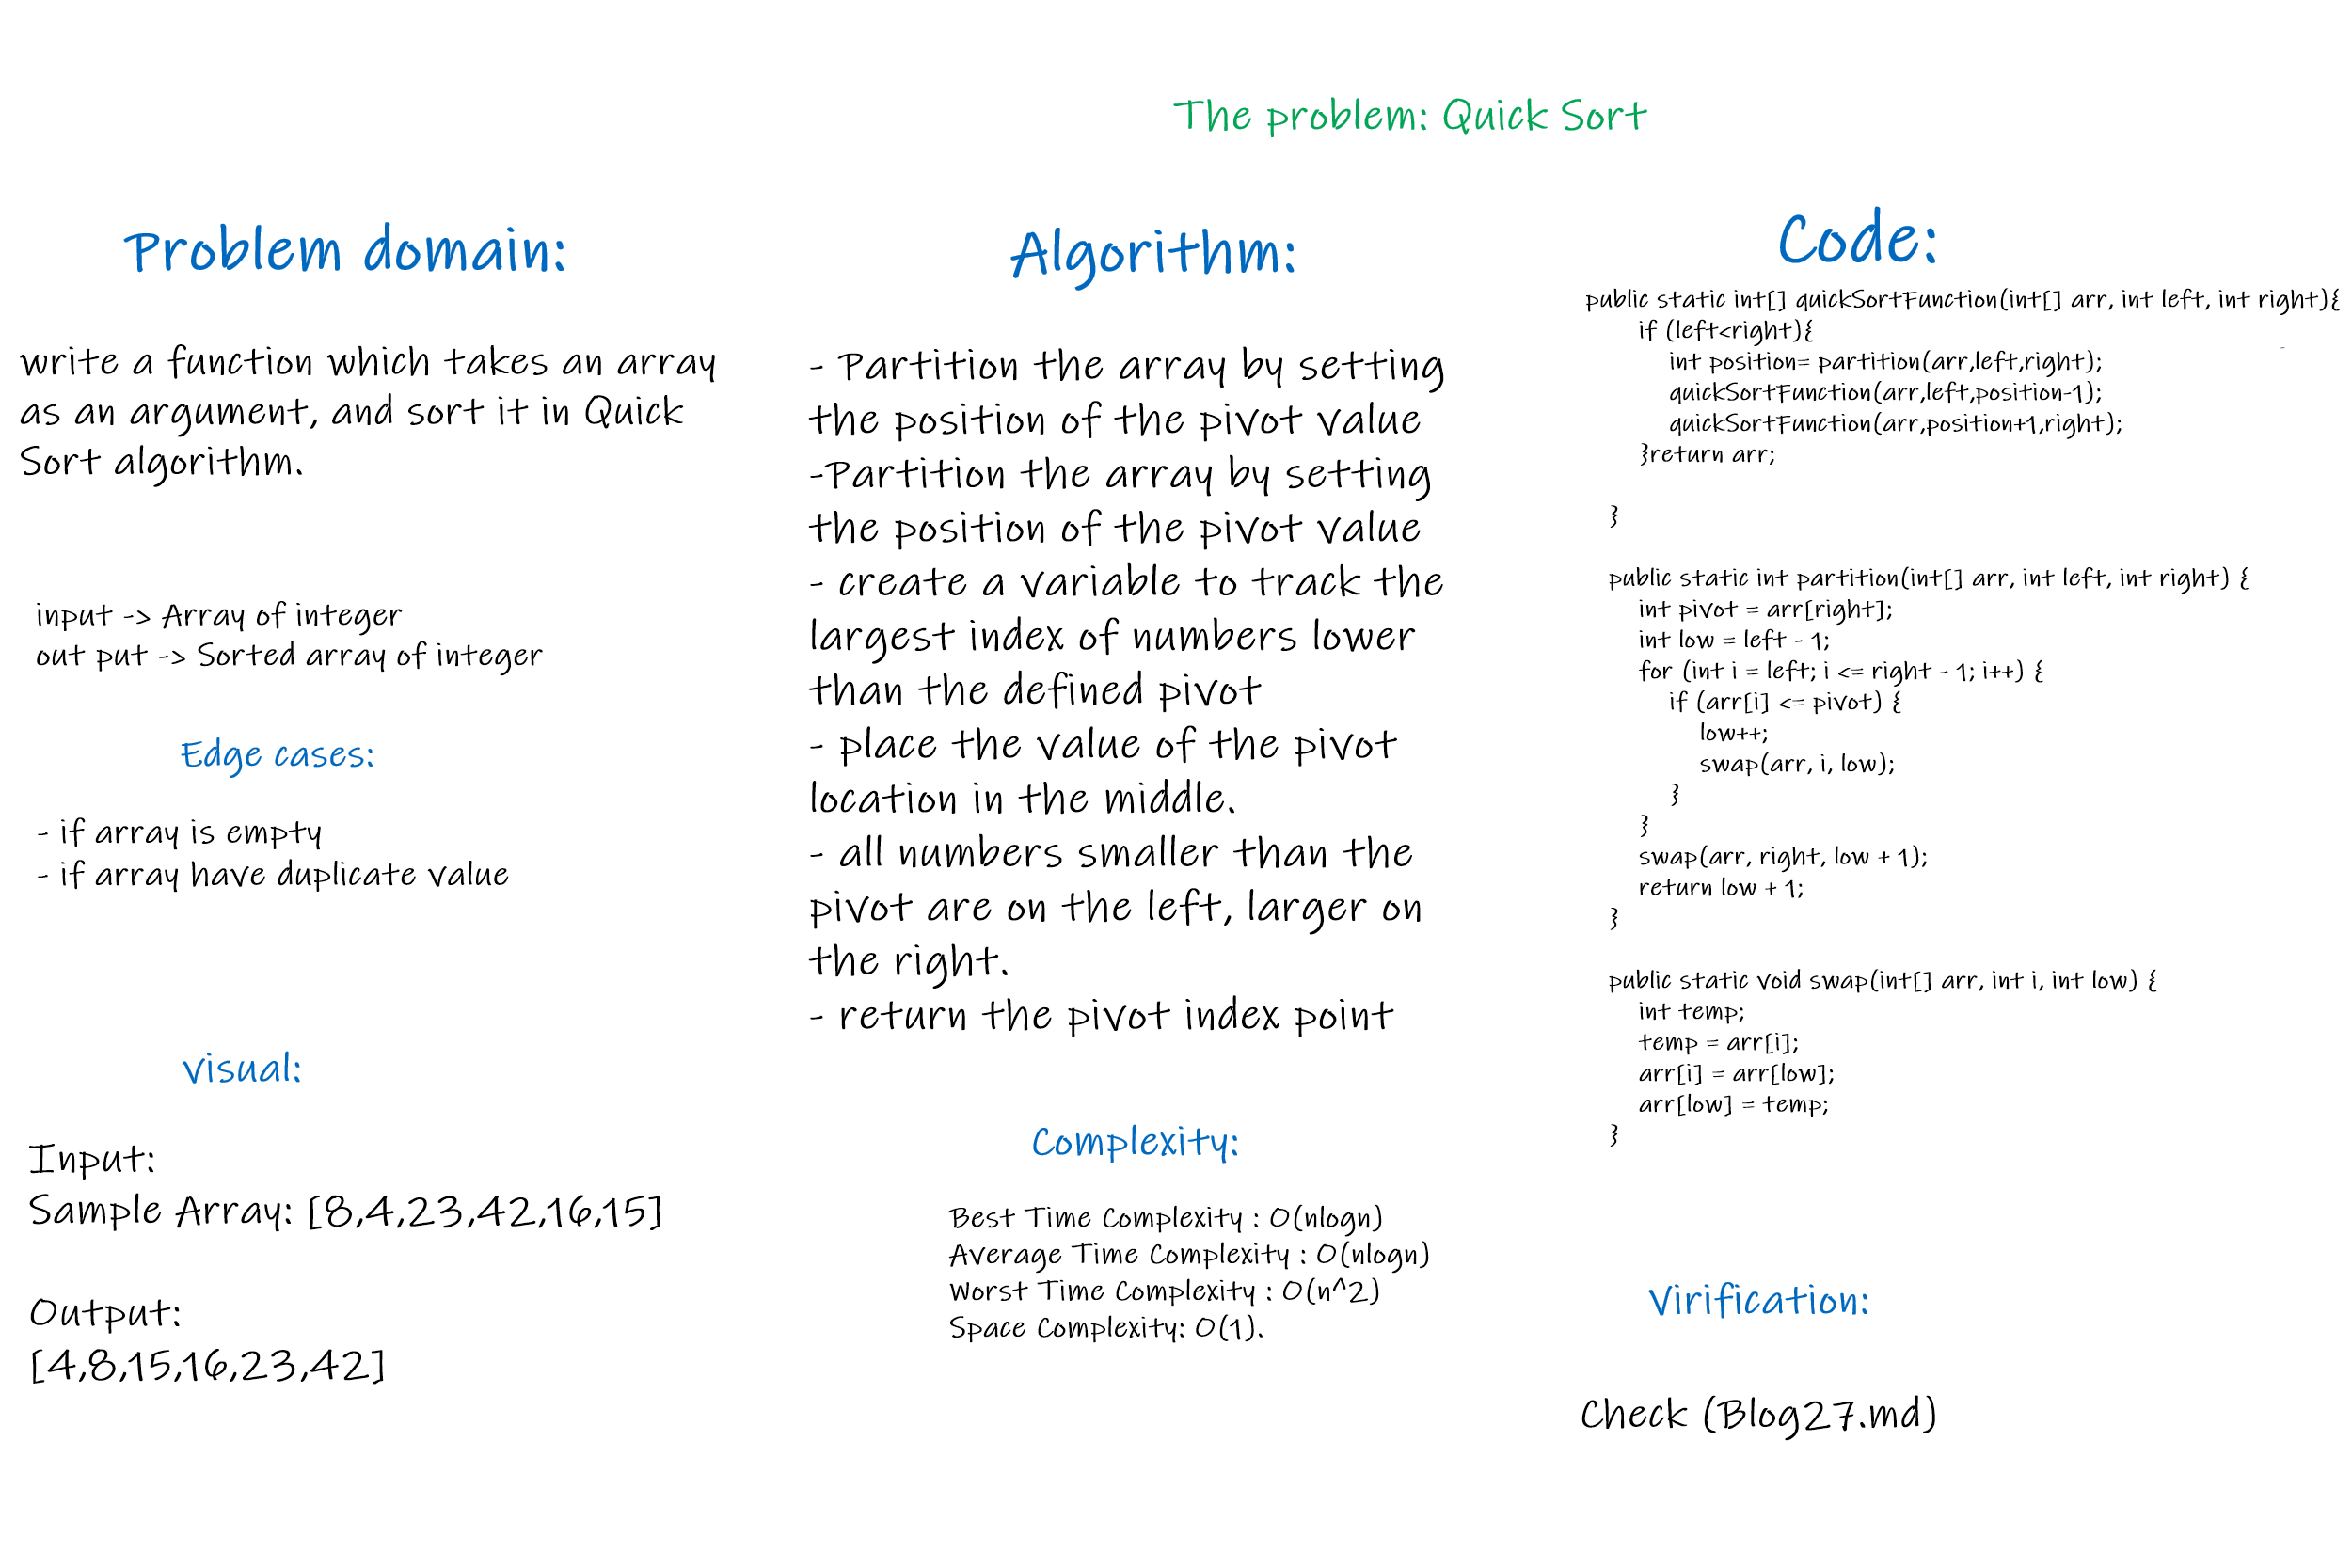 The problem: Quick Sort
Problem domain:
write a function which takes an array
as an argument, and sort it in Quick
Sort algorithm.
input -> Array of integer
out put -> Sorted array of integer
Edge cases:
- if array is empty
- if array have duplicate value
visual:
Input:
Sample Array: [8,4,23,42,16,15]
Output:
[4,8,15,16,23,42]
Algorithm:
- Partition the array by setting
the position of the pivot value
-Partition the array by setting
the position of the pivot value
- create a variable to track the
largest index of numbers lower
than the defined pivot
- place the value of the pivot
location in the middle.
- all numbers smaller than the
pivot are on the left, larger on
the right.
- return the pivot index point
Complexity:
Best Time Complexity : O(nlogn)
Average Time Complexity : O(nlogn)
Worst Time Complexity : O(n^2)
Space Complexity: O(1).
Code:
public static int[] quickSortFunction(int[] arr, int left, int right){
if (left<right){
int position= partition(arr,left,right);
quickSortFunction(arr,left,position-1);
quickSortFunction(arr,position+1,right);
}return arr;
}
public static int partition(int[] arr, int left, int right) {
int pivot = arr[right];
int low = left - 1;
for (int i = left; i <= right - 1; i++) {
if (arr[i] <= pivot) {
low++;
swap(arr, i, low);
}
}
swap(arr, right, low + 1);
return low + 1;
}
public static void swap(int[] arr, int i, int low) {
int temp;
temp = arr[i];
arr[i] = arr[low];
arr[low] = temp;
}
Virification:
Check (Blog27.md)